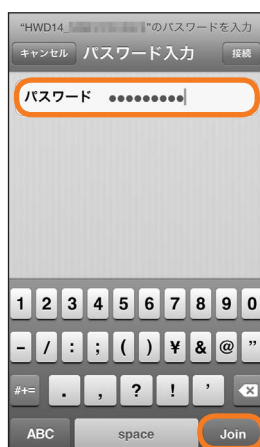 "HWD14_ "のパスワードを入力
キャンセル パスワード入力 接続
パスワード ●●●●●●●●●
1 2 3 4 5 6 7 8 9 0
- / : ; ( ) ¥ & @ "
#+= . , ? ! '
ABC space Join